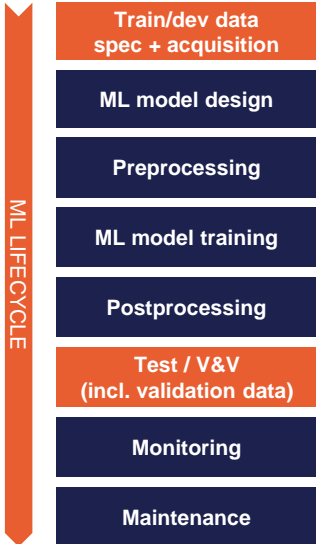 ML LIFECYCLE
Train/dev data
spec + acquisition
ML model design
Preprocessing
ML model training
Postprocessing
Test / V&V
(incl. validation data)
Monitoring
Maintenance